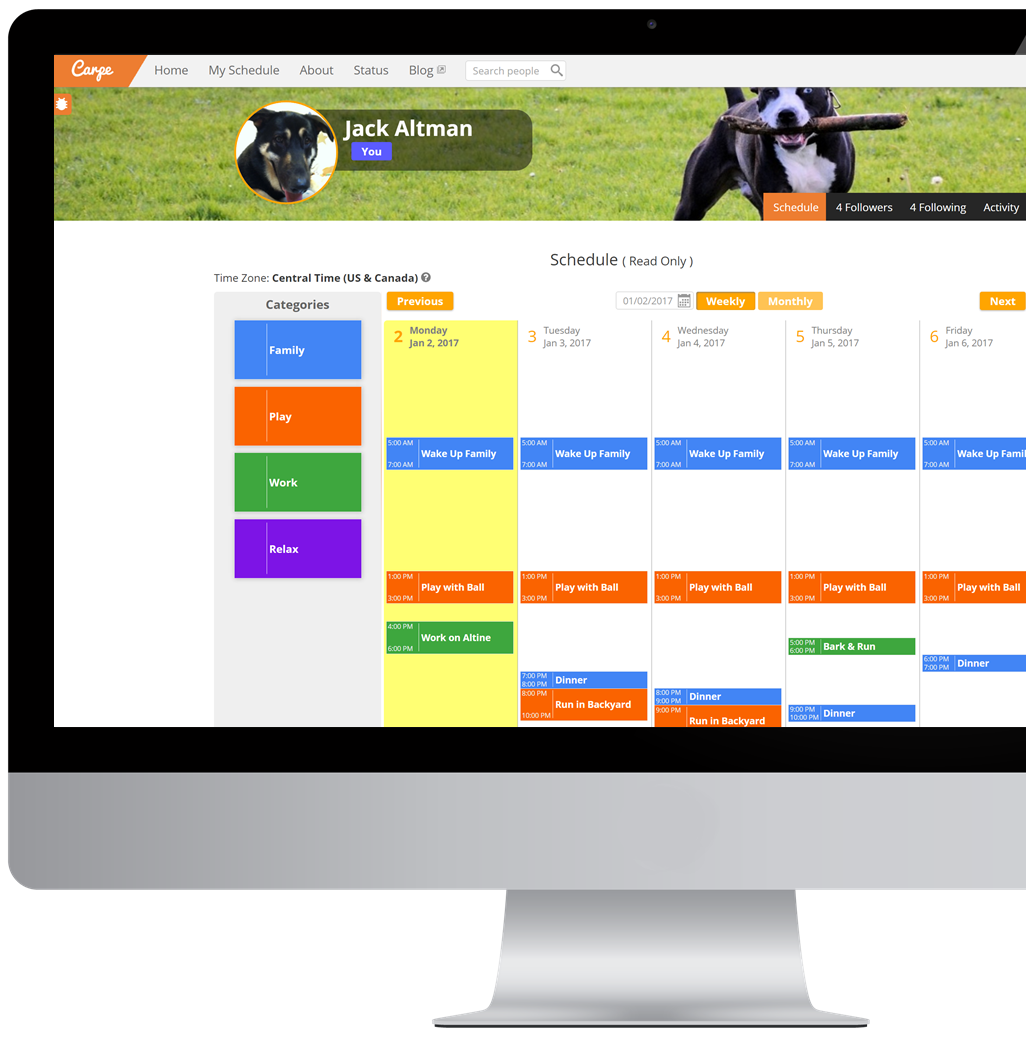 Carpe
Home My Schedule About Status Blog Search people
Jack Altman
You
Schedule 4 Followers 4 Following Activity
Schedule ( Read Only )
Time Zone: Central Time (US & Canada) ?
Categories
Family
Play
Work
Relax
Previous 01/02/2017 Weekly Monthly Next
2 Monday
Jan 2, 2017
3 Tuesday
Jan 3, 2017
4 Wednesday
Jan 4, 2017
5 Thursday
Jan 5, 2017
6 Friday
Jan 6, 2017
5:00 AM
7:00 AM
Wake Up Family
5:00 AM
7:00 AM
Wake Up Family
5:00 AM
7:00 AM
Wake Up Family
5:00 AM
7:00 AM
Wake Up Family
5:00 AM
7:00 AM
Wake Up Famil
1:00 PM
3:00 PM
Play with Ball
1:00 PM
3:00 PM
Play with Ball
1:00 PM
3:00 PM
Play with Ball
1:00 PM
3:00 PM
Play with Ball
1:00 PM
3:00 PM
Play with Ball
4:00 PM
6:00 PM
Work on Altine
7:00 PM
8:00 PM
Dinner
8:00 PM
10:00 PM
Run in Backyard
8:00 PM
9:00 PM
Dinner
9:00 PM
Run in Backyard
5:00 PM
6:00 PM
Bark & Run
9:00 PM
10:00 PM
Dinner
6:00 PM
7:00 PM
Dinner